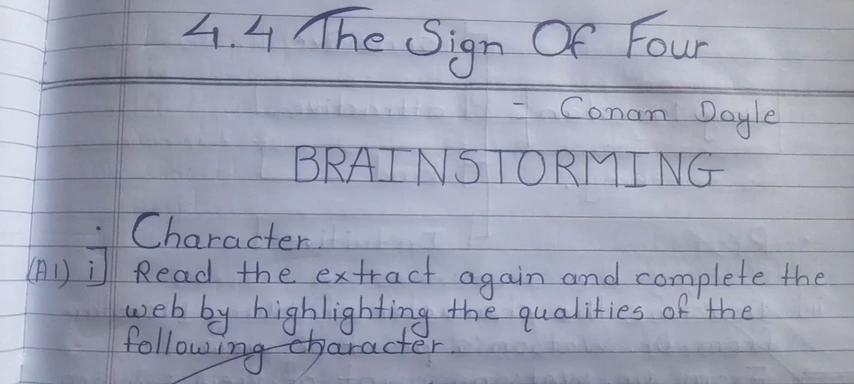 4.4 The Sign Of Four
- Conan Doyle
BRAINSTORMING
. Character.
(A1) i] Read the extract again and complete the
web by highlighting the qualities of the
following character.